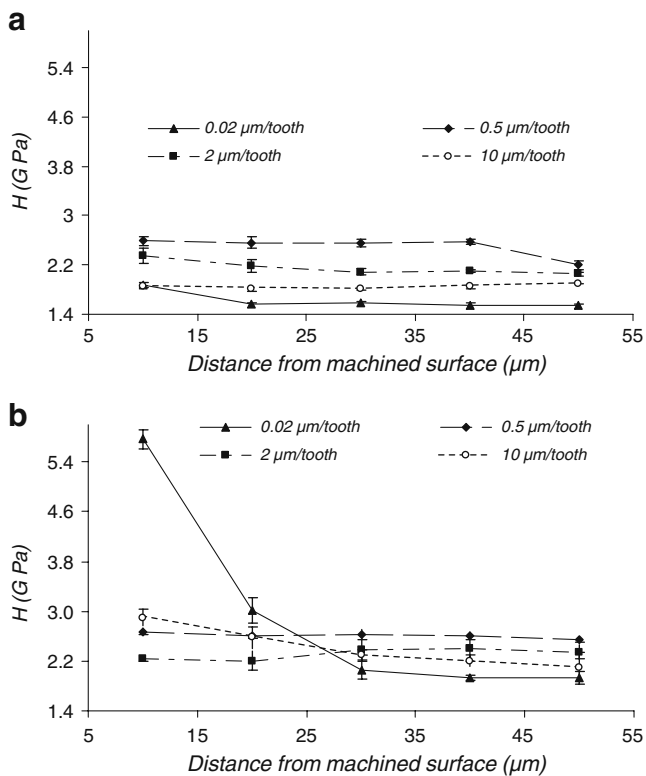 a
H (G Pa)
5.4
4.6
3.8
3
2.2
1.4
0.02 µm/tooth
0.5 µm/tooth
2 µm/tooth
10 µm/tooth
5 15 25 35 45 55
Distance from machined surface (µm)
b
H (G Pa)
5.4
4.6
3.8
3.0
2.2
1.4
0.02 µm/tooth
0.5 µm/tooth
2 µm/tooth
10 µm/tooth
5 15 25 35 45 55
Distance from machined surface (µm)